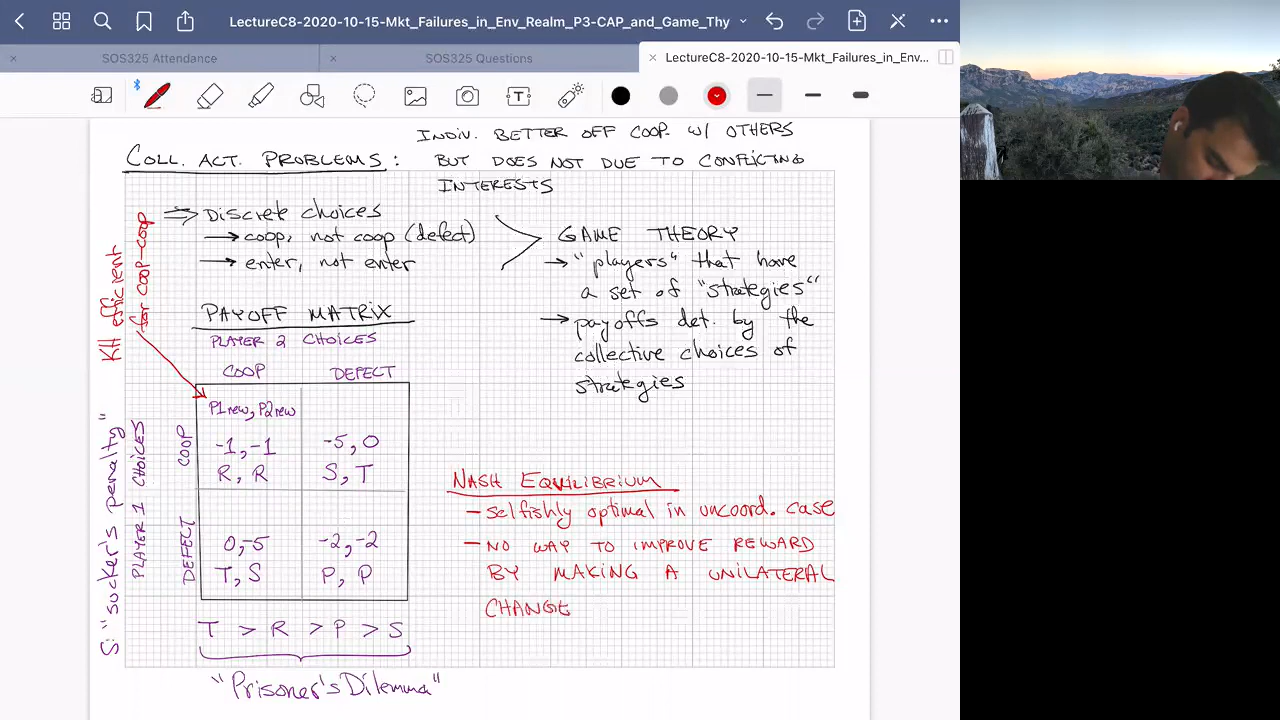 LectureC8-2020-10-15-Mkt_Failures_in_Env_Realm_P3-CAP_and_Game_Thy
SOS325 Attendance
SOS325 Questions
LectureC8-2020-10-15-Mkt_Failures_in_Env...
INDIV. BETTER OFF COOP. W/ OTHERS
COLL. ACT. PROBLEMS: BUT DOES NOT DUE TO CONFLICTING
INTERESTS
⇒ Discrete choices
→ coop, not coop (defect)
→ enter, not enter
GAME THEORY
→ "players" that have
a set of "strategies"
→ payoffs det. by the
collective choices of
strategies
KH efficient
for coop-coop
PAYOFF MATRIX
PLAYER 2 CHOICES
COOP DEFECT
S: "sucker's penalty"
PLAYER 1 CHOICES
COOP
P1rew, P2rew
-1, -1 -5, 0
R, R S, T
DEFECT
0, -5 -2, -2
T, S P, P
T > R > P > S
"Prisoner's Dilemma"
NASH EQUILIBRIUM
- selfishly optimal in uncoord. case
- NO WAY TO IMPROVE REWARD
BY MAKING A UNILATERAL
CHANGE